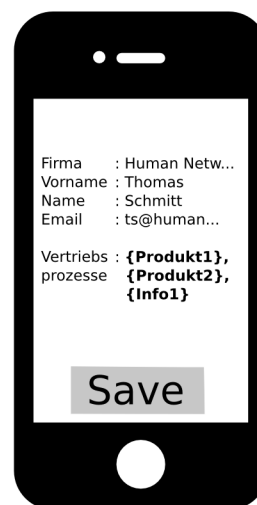 Firma : Human Netw...
Vorname : Thomas
Name : Schmitt
Email : ts@human...
Vertriebs : {Produkt1},
prozesse {Produkt2},
{Info1}
Save